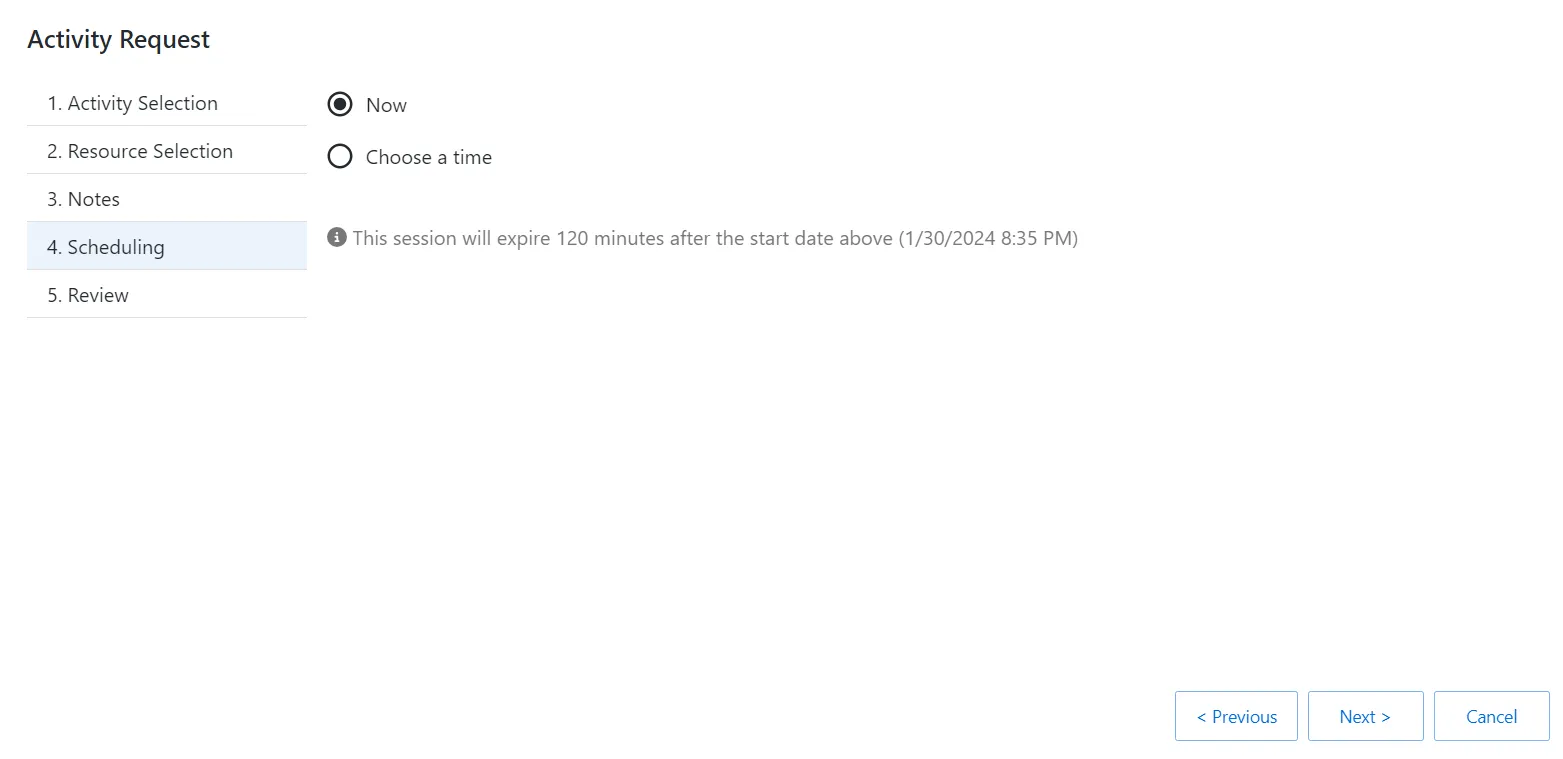 Activity Request
1. Activity Selection
2. Resource Selection
3. Notes
4. Scheduling
5. Review
Now
Choose a time
This session will expire 120 minutes after the start date above (1/30/2024 8:35 PM)
< Previous
Next >
Cancel